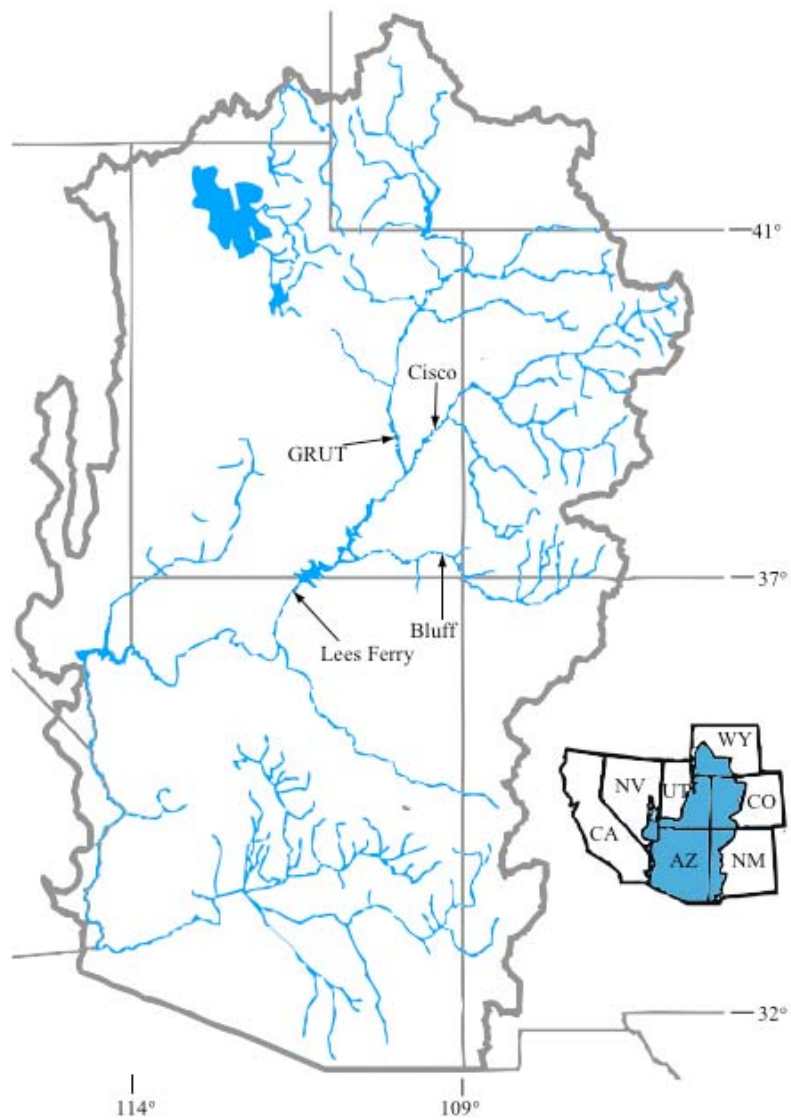 41°
Cisco
GRUT
37°
Bluff
Lees Ferry
WY
NV
UT
CO
CA
AZ
NM
32°
114°
109°